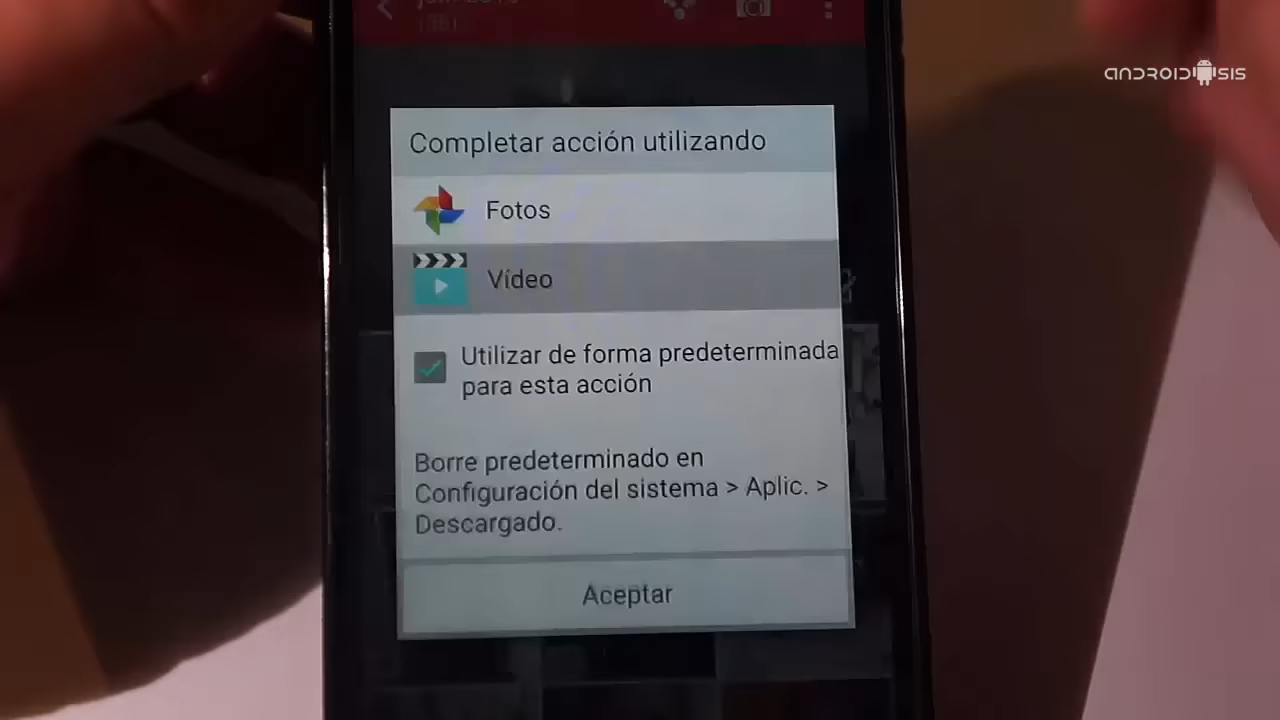 ANDROIDSIS
Completar acción utilizando
Fotos
Vídeo
Utilizar de forma predeterminada
para esta acción
Borre predeterminado en
Configuración del sistema > Aplic. >
Descargado.
Aceptar